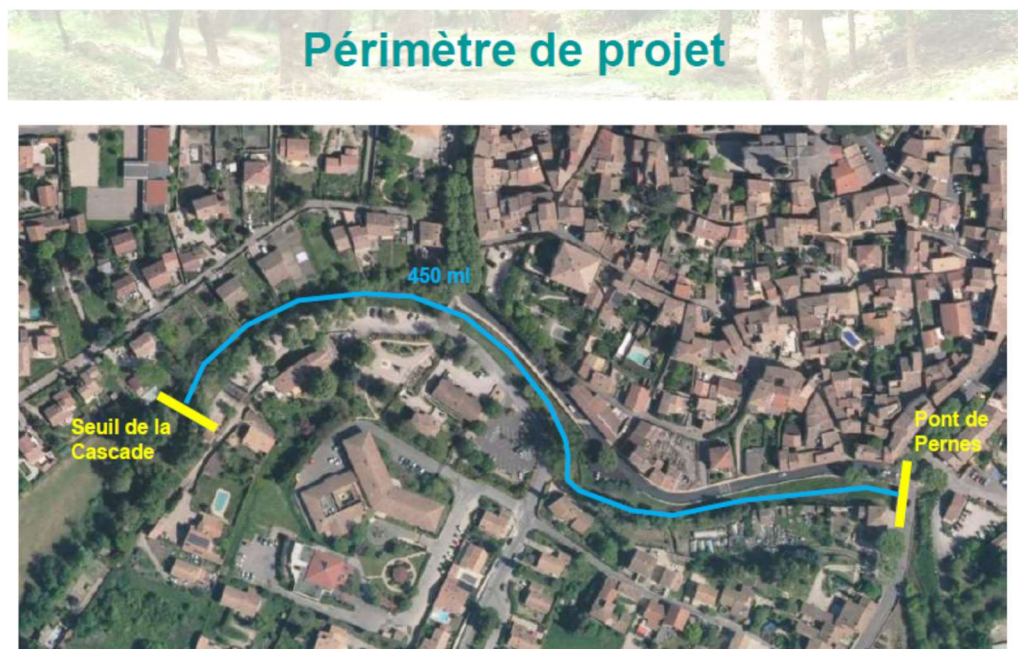 Périmètre de projet
450 ml
Seuil de la
Cascade
Pont de
Pernes